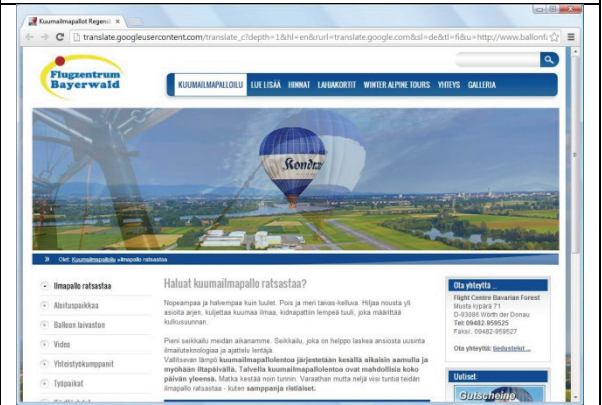 Kuumailmapallot Regensb
translate.googleusercontent.com/translate_c?depth=1&hl=en&rurl=translate.google.com&sl=de&tl=fi&u=http://www.ballonfa
Flugzentrum
Bayerwald
KUUMAILMAPALLOILU LUE LISÄÄ HINNAT LAHJAKORTIT WINTER ALPINE TOURS YHTEYS GALLERIA
Kondrau
Olet: Kuumailmapalloilu »Ilmapallo ratsastaa
Ilmapallo ratsastaa
Aloituspaikkaa
Balloon laivaston
Video
Yhteistyökumppanit
Työpaikat
Haluat kuumailmapallo ratsastaa?
Nopeampaa ja halvempaa kuin luulet. Pois ja meri taivas-kelluva. Hiljaa nousta yli
asioita arjen, kuljettaa kuumaa ilmaa, kidnapattiin lempeä tuuli, joka määrittää
kulkusuunnan.
Pieni seikkailu meidän aikanamme. Seikkailu, joka on helppo laskea ansiosta uusinta
ilmailuteknologiaa ja ajattelu lentäjä.
Vallitsevan lämpö kuumailmapallolentoa järjestetään kesällä aikaisin aamulla ja
myöhään iltapäivällä. Talvella kuumailmapallolentoa ovat mahdollisia koko
päivän yleensä. Matka kestää noin tunnin. Varaathan mutta neljä viisi tuntia teidän
ilmapallo ratsastaa - kuten samppanja ristiäiset.
Ota yhteyttä ...
Flight Centre Bavarian Forest
Musta kypärä 71
D-93086 Wörth der Donau
Tel: 09482-959525
Faksi: 09482-959527
Ota yhteyttä: tiedustelut ...
Uutiset:
Gutscheine